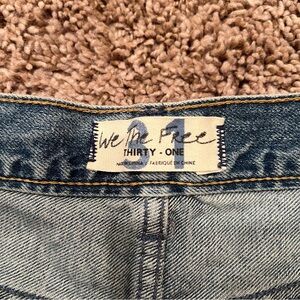 We The Free
31
THIRTY - ONE
MADE IN CHINA / FABRIQUÉ EN CHINE